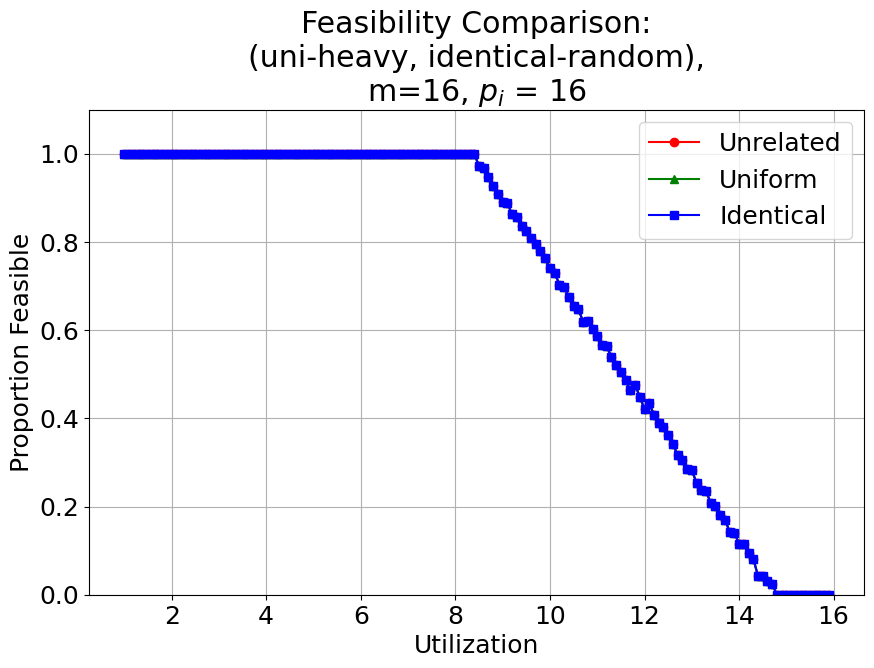 Feasibility Comparison:
(uni-heavy, identical-random),
m=16, pᵢ = 16
Unrelated
Uniform
Identical
Proportion Feasible
1.0
0.8
0.6
0.4
0.2
0.0
2 4 6 8 10 12 14 16
Utilization